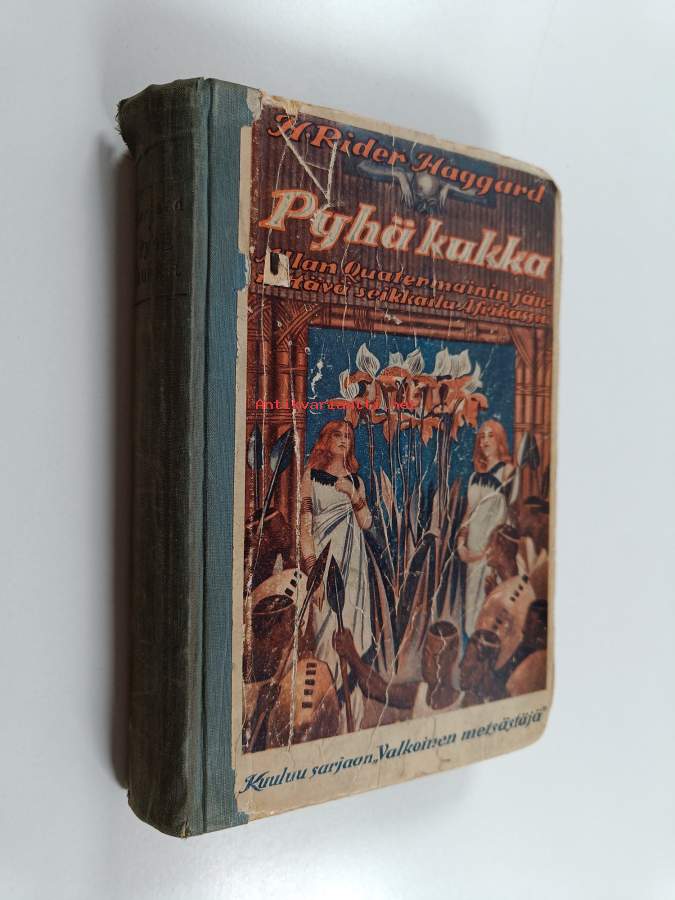 H Rider Haggard
Pyhä kukka
Allan Quatermainin jän-
nittävä seikkailu Afrikassa
Antikvariaatti.net
Kuuluu sarjaan „Valkoinen metsästäjä"